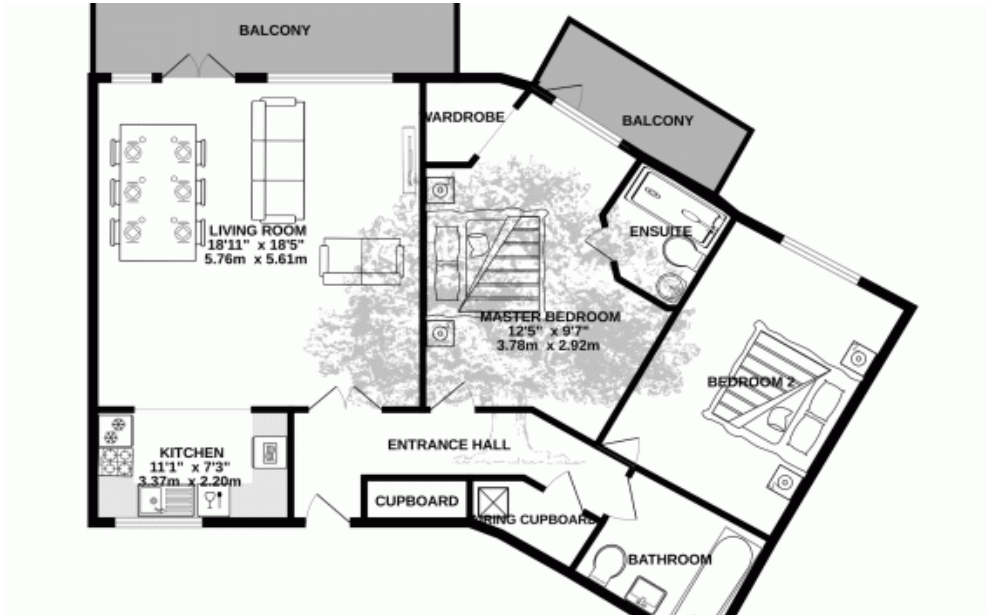 BALCONY
BALCONY
WARDROBE
LIVING ROOM
18'11" x 18'5"
5.76m x 5.61m
ENSUITE
MASTER BEDROOM
12'5" x 9'7"
3.78m x 2.92m
BEDROOM 2
KITCHEN
11'1" x 7'3"
3.37m x 2.20m
ENTRANCE HALL
CUPBOARD
AIRING CUPBOARD
BATHROOM